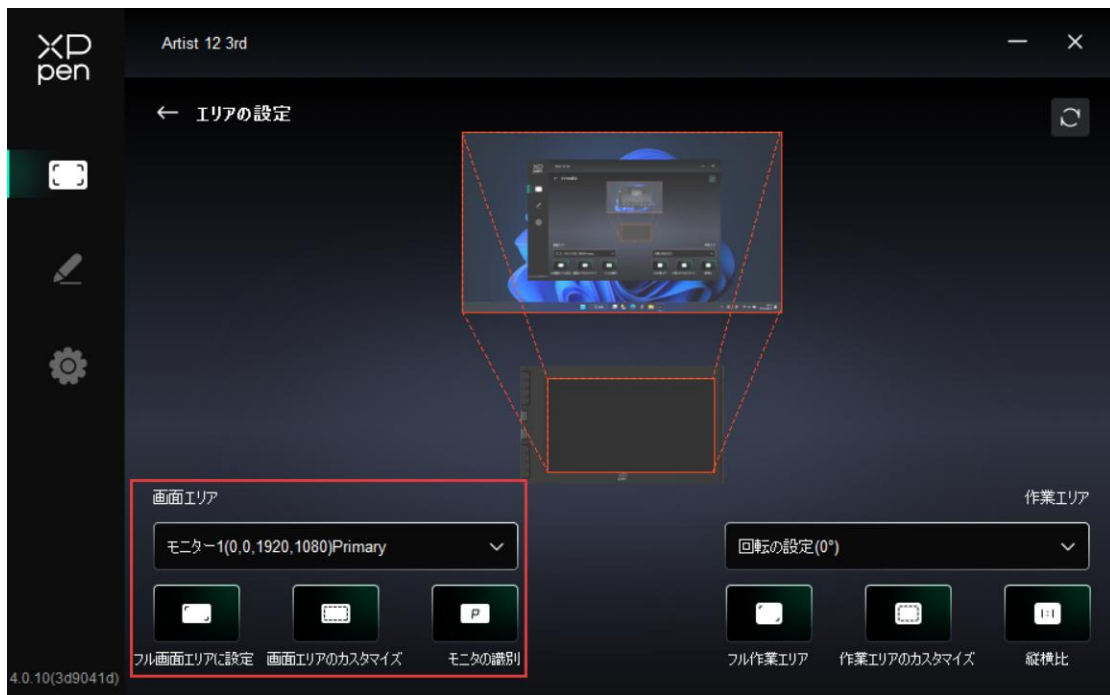 XP
pen
Artist 12 3rd
エリアの設定
画面エリア
作業エリア
モニター1(0,0,1920,1080)Primary
回転の設定(0°)
P
1:1
フル画面エリアに設定
画面エリアのカスタマイズ
モニタの識別
フル作業エリア
作業エリアのカスタマイズ
縦横比
4.0.10(3d9041d)